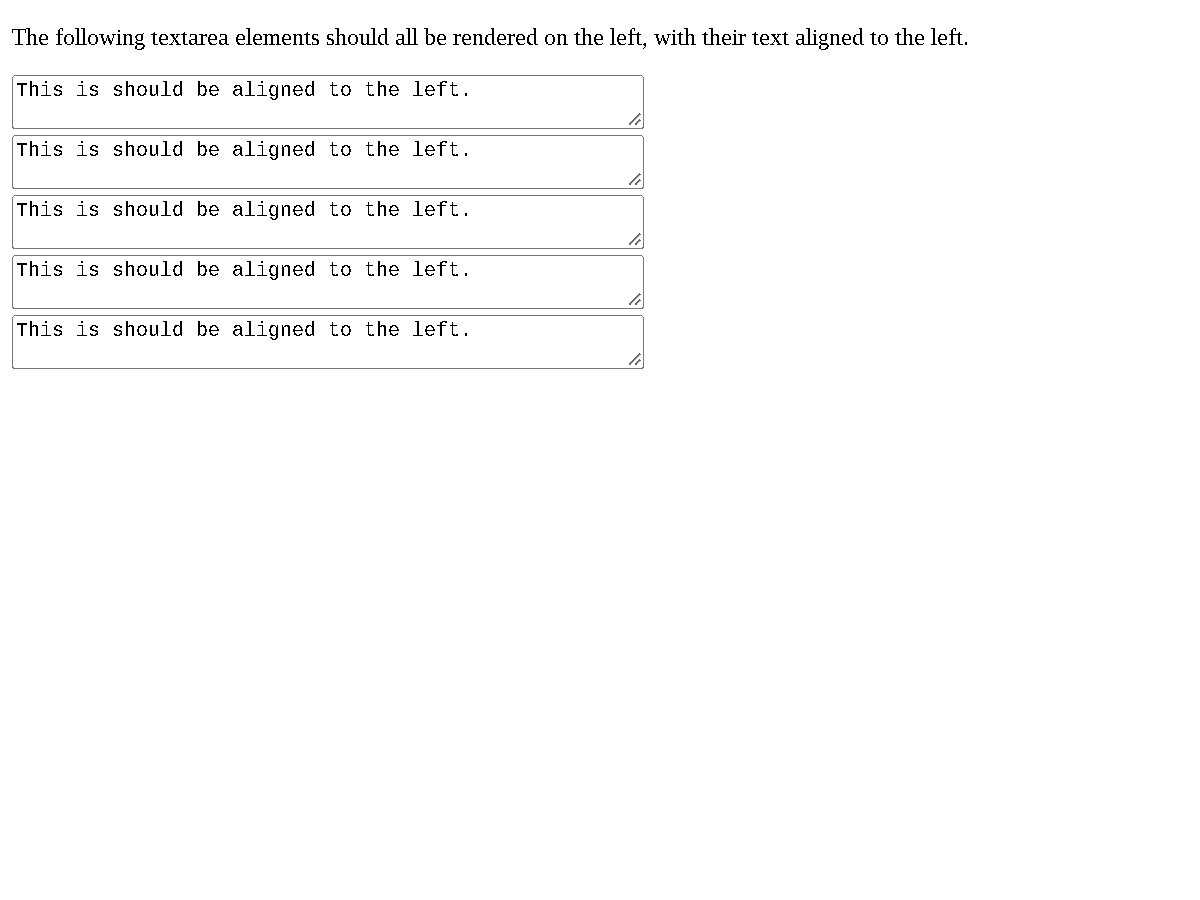 The following textarea elements should all be rendered on the left, with their text aligned to the left.
This is should be aligned to the left.
This is should be aligned to the left.
This is should be aligned to the left.
This is should be aligned to the left.
This is should be aligned to the left.